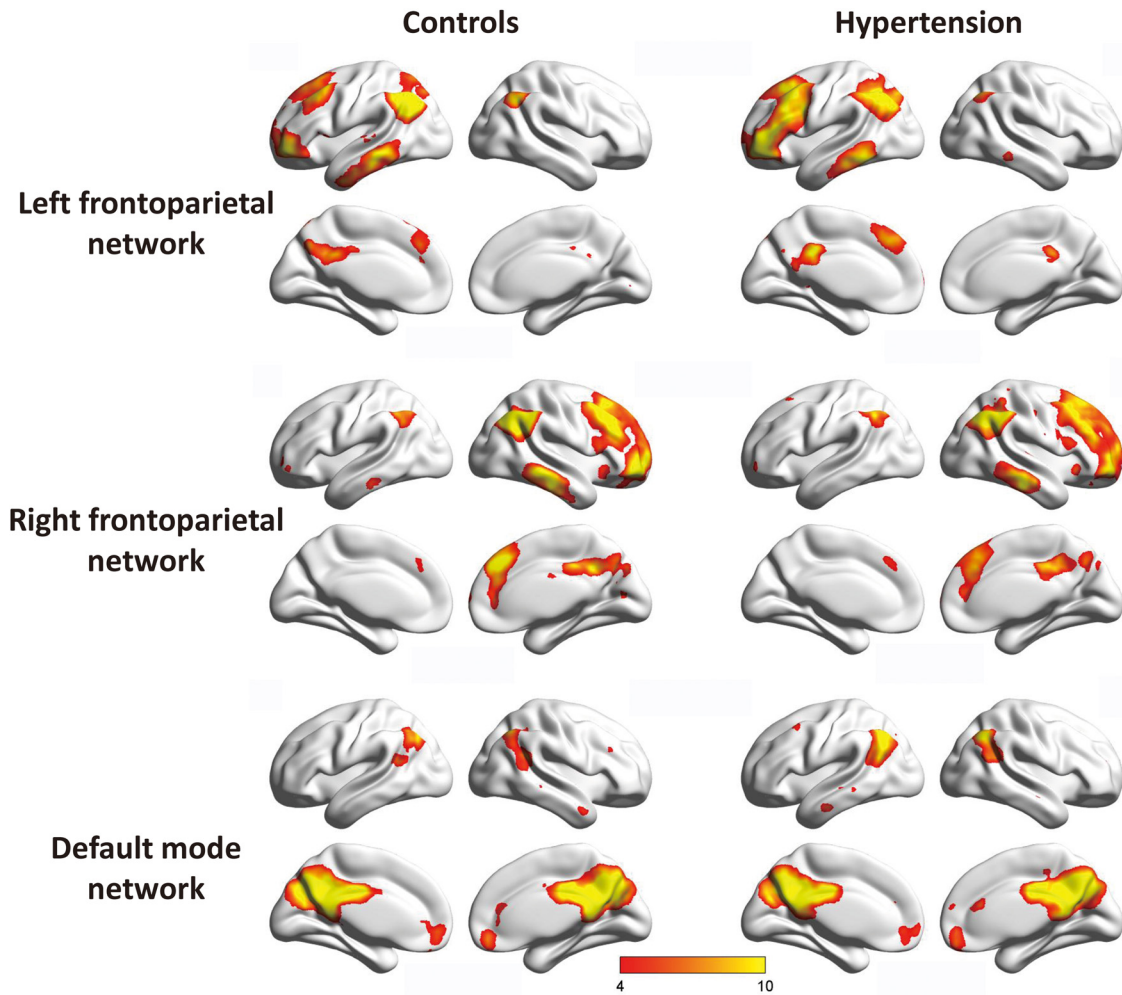 Controls
Hypertension
Left frontoparietal
network
Right frontoparietal
network
Default mode
network
4
10